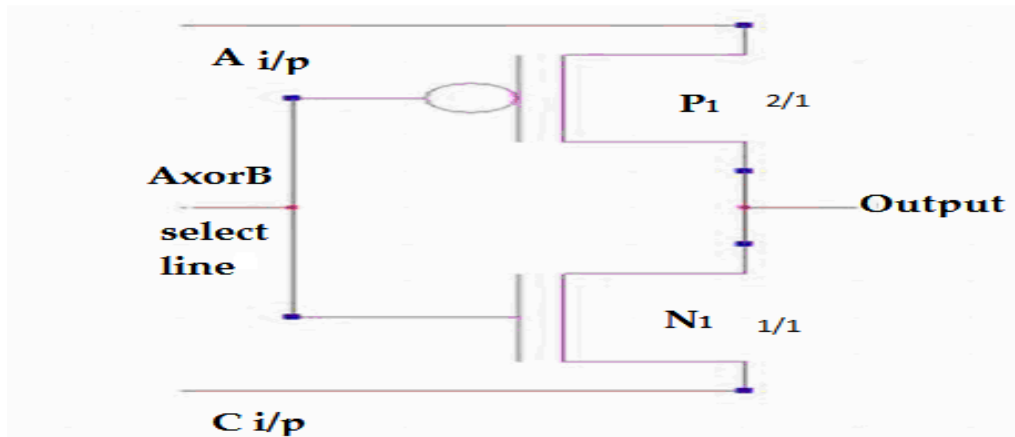 A i/p
P1 2/1
AxorB
Output
select
line
N1 1/1
C i/p